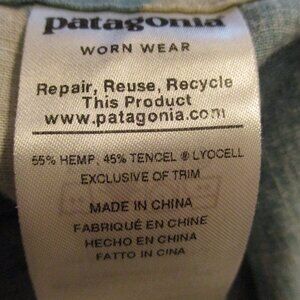 patagonia
WORN WEAR
Repair, Reuse, Recycle
This Product
www.patagonia.com
55% HEMP, 45% TENCEL ® LYOCELL
EXCLUSIVE OF TRIM
MADE IN CHINA
FABRIQUÉ EN CHINE
HECHO EN CHINA
FATTO IN CINA